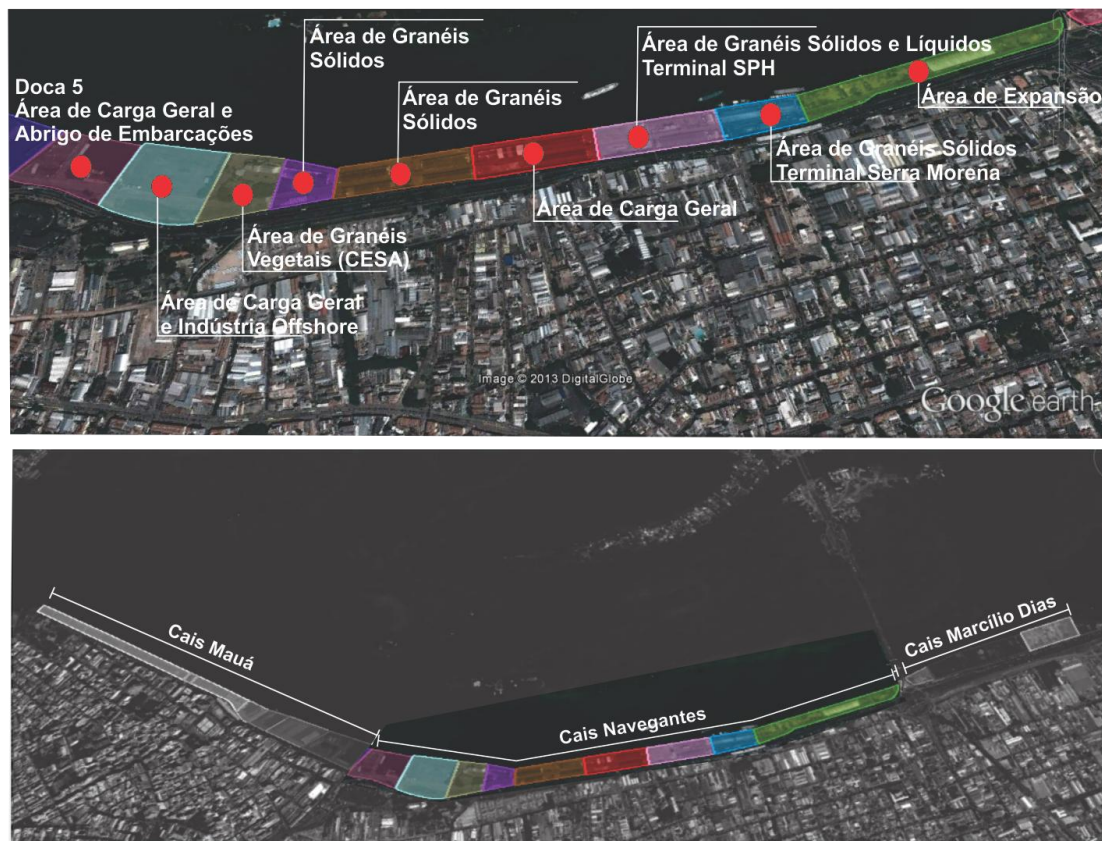 Área de Granéis
Sólidos
Área de Granéis Sólidos e Líquidos
Terminal SPH
Doca 5
Área de Carga Geral e
Abrigo de Embarcações
Área de Granéis
Sólidos
Área de Expansão
Área de Granéis Sólidos
Terminal Serra Morena
Área de Carga Geral
Área de Granéis
Vegetais (CESA)
Área de Carga Geral
e Indústria Offshore
Image © 2013 DigitalGlobe
Google earth
Cais Mauá
Cais Navegantes
Cais Marcílio Dias